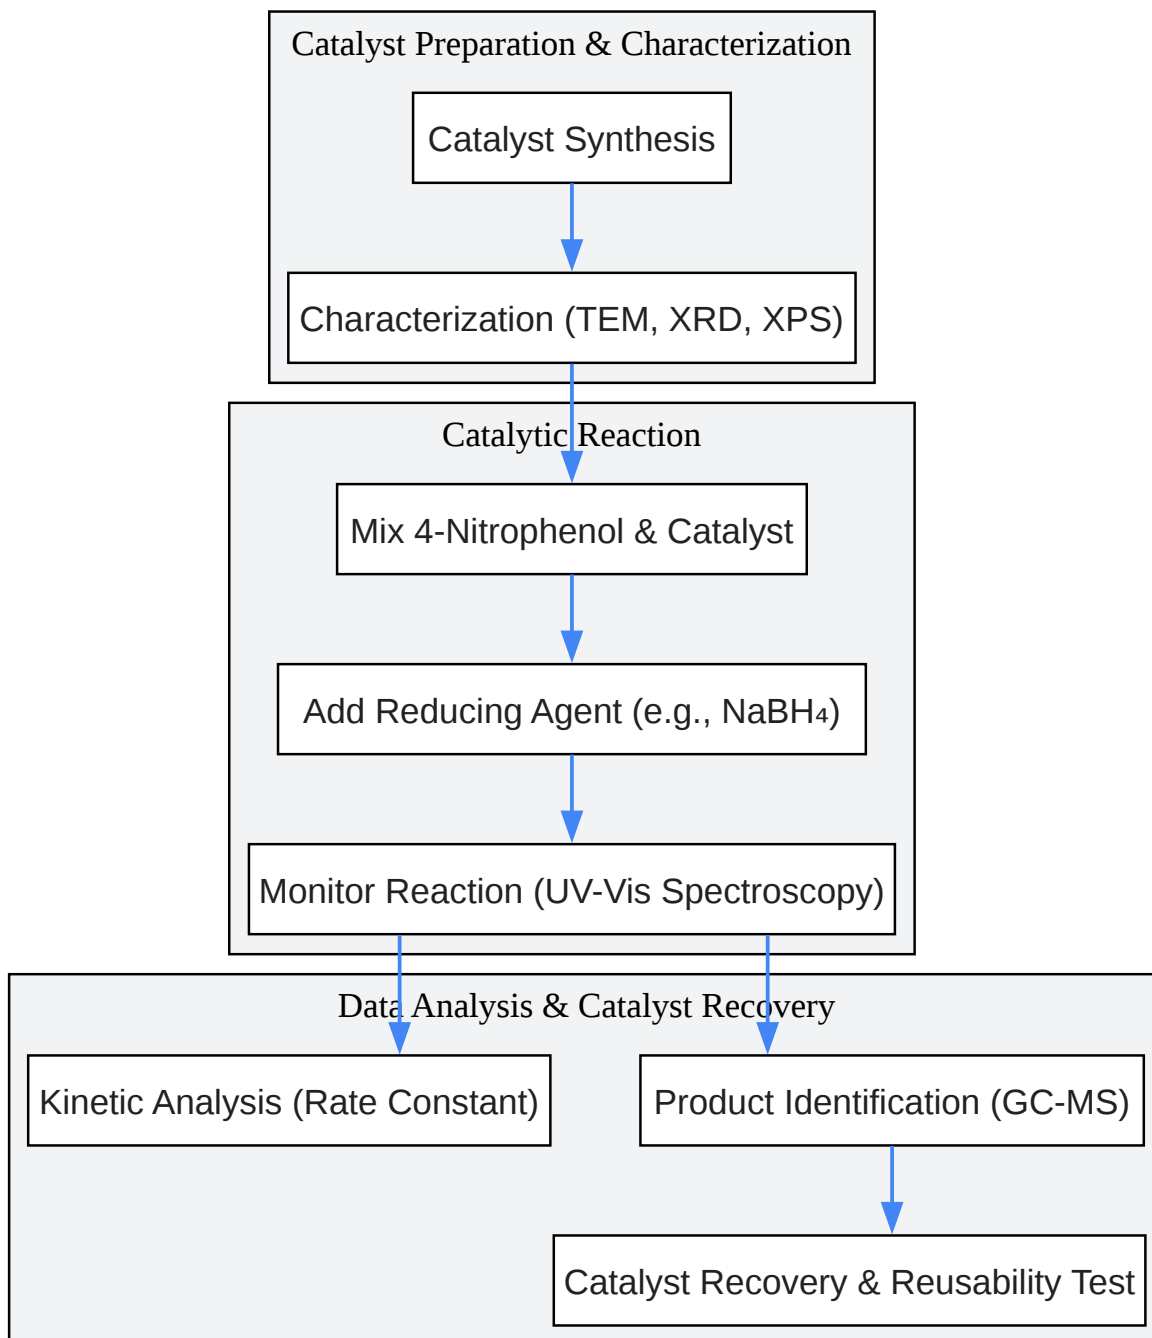 Catalyst Preparation & Characterization
Catalyst Synthesis
Characterization (TEM, XRD, XPS)
Catalytic Reaction
Mix 4-Nitrophenol & Catalyst
Add Reducing Agent (e.g., NaBH₄)
Monitor Reaction (UV-Vis Spectroscopy)
Data Analysis & Catalyst Recovery
Kinetic Analysis (Rate Constant)
Product Identification (GC-MS)
Catalyst Recovery & Reusability Test